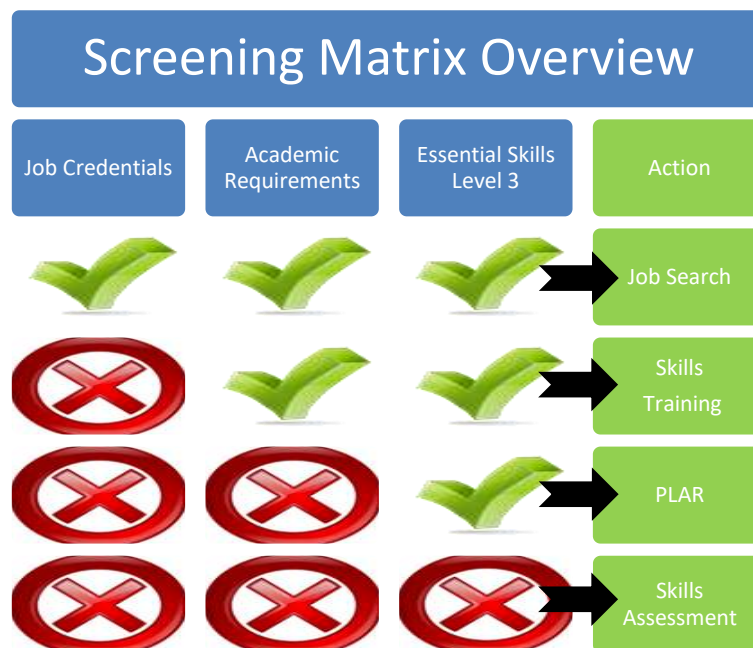 Screening Matrix Overview
Job Credentials
Academic
Requirements
Essential Skills
Level 3
Action
Job Search
Skills
Training
PLAR
Skills
Assessment